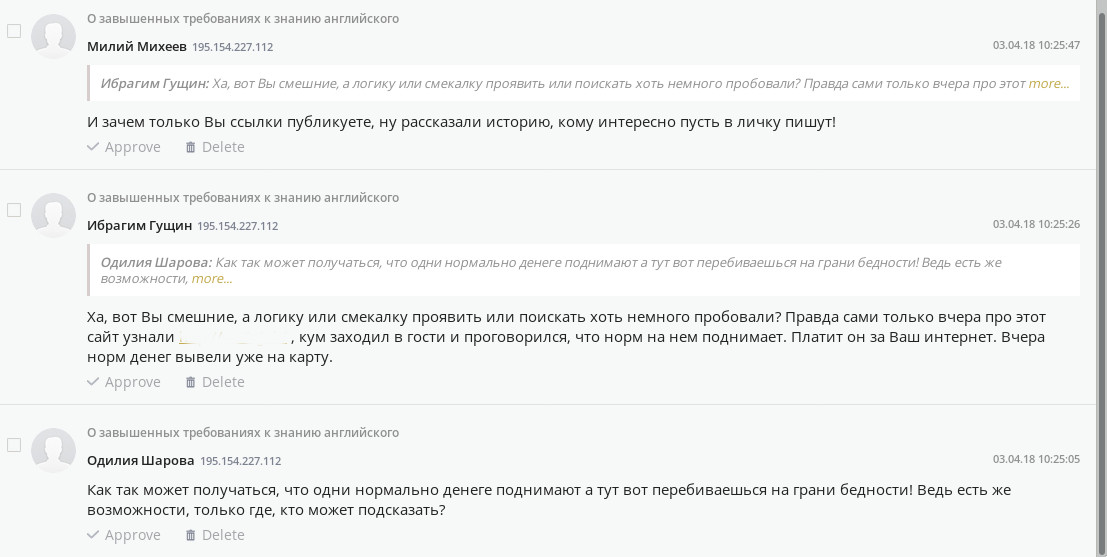 О завышенных требованиях к знанию английского
Милий Михеев 195.154.227.112
03.04.18 10:25:47
Ибрагим Гущин: Ха, вот Вы смешние, а логику или смекалку проявить или поискать хоть немного пробовали? Правда сами только вчера про этот more...
И зачем только Вы ссылки публикуете, ну рассказали историю, кому интересно пусть в личку пишут!
Approve Delete
О завышенных требованиях к знанию английского
Ибрагим Гущин 195.154.227.112
03.04.18 10:25:26
Одилия Шарова: Как так может получаться, что одни нормально денеге поднимают а тут вот перебиваешься на грани бедности! Ведь есть же
возможности, more...
Ха, вот Вы смешние, а логику или смекалку проявить или поискать хоть немного пробовали? Правда сами только вчера про этот
сайт узнали , кум заходил в гости и проговорился, что норм на нем поднимает. Платит он за Ваш интернет. Вчера
норм денег вывели уже на карту.
Approve Delete
О завышенных требованиях к знанию английского
Одилия Шарова 195.154.227.112
03.04.18 10:25:05
Как так может получаться, что одни нормально денеге поднимают а тут вот перебиваешься на грани бедности! Ведь есть же
возможности, только где, кто может подсказать?
Approve Delete